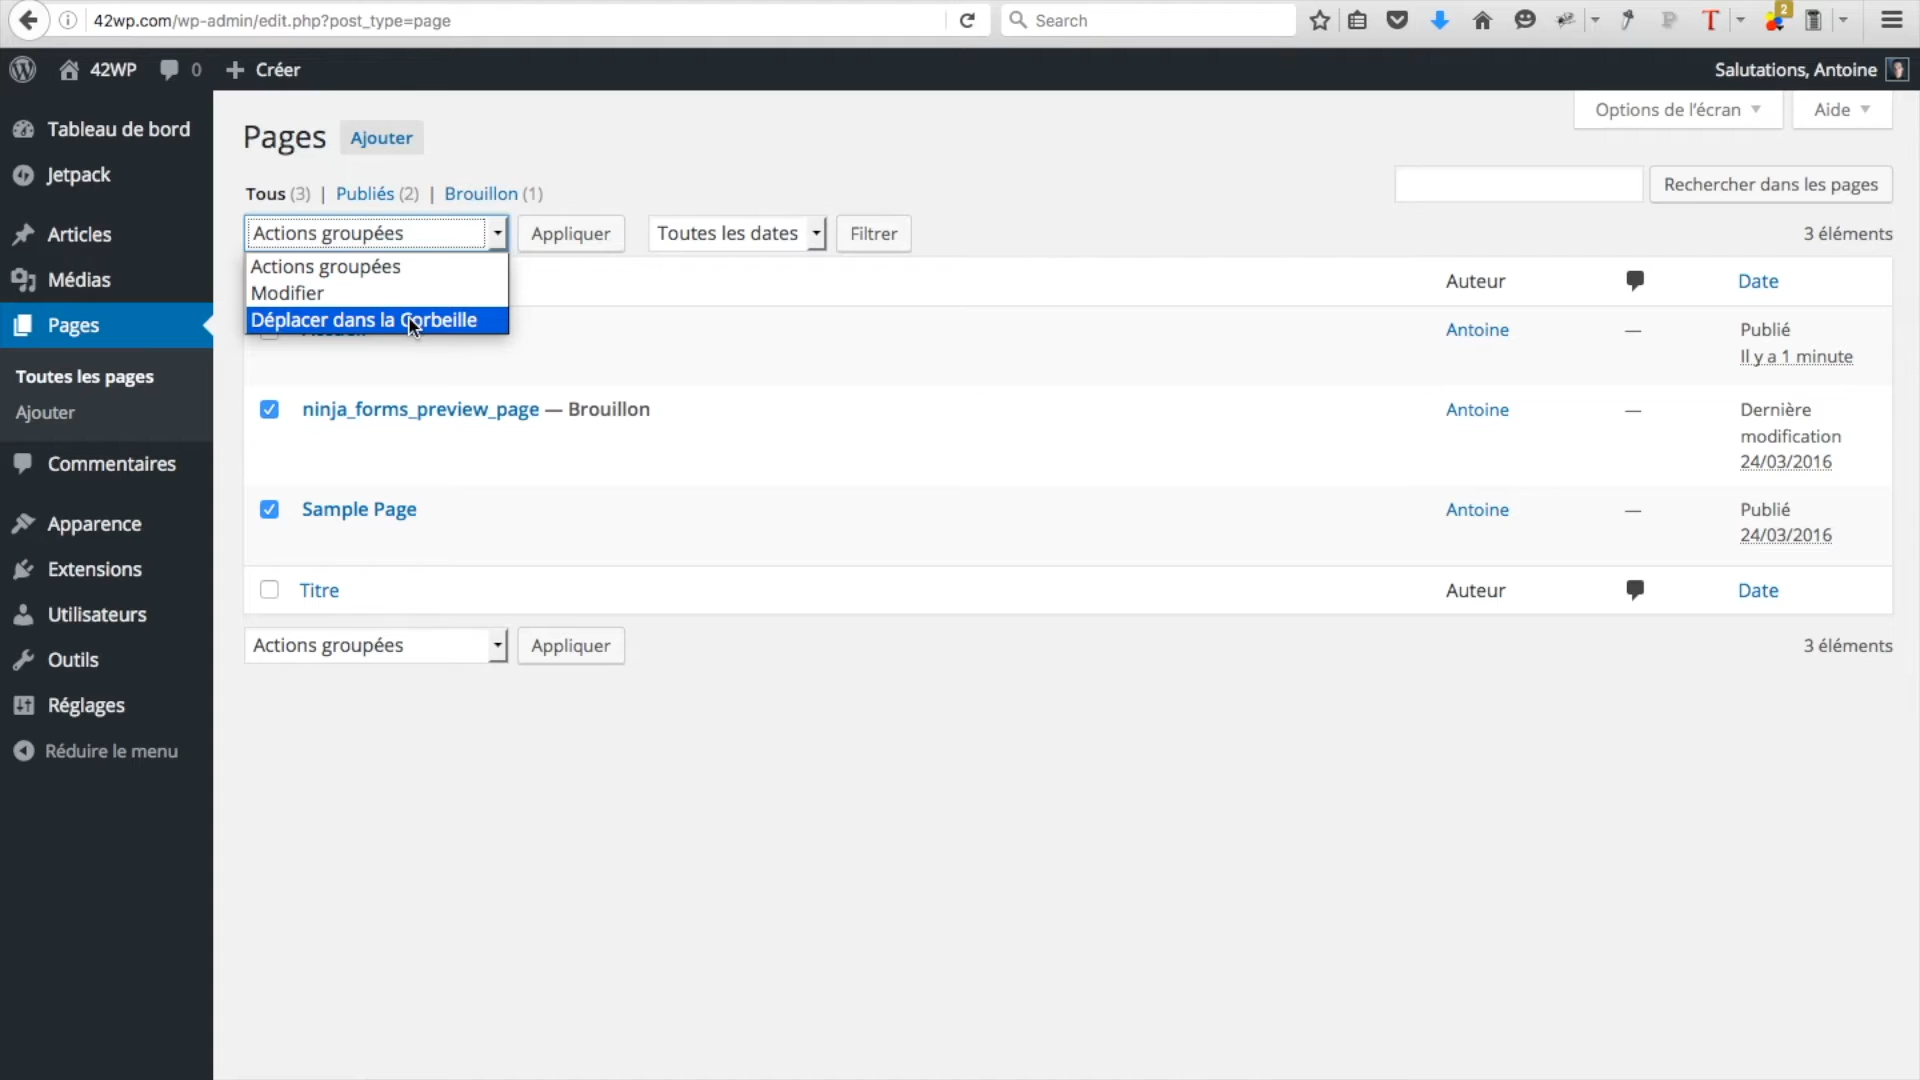 42wp.com/wp-admin/edit.php?post_type=page
Search
2
42WP
0
Créer
Salutations, Antoine
Tableau de bord
Jetpack
Articles
Médias
Pages
Toutes les pages
Ajouter
Commentaires
Apparence
Extensions
Utilisateurs
Outils
Réglages
Réduire le menu
Options de l'écran
Aide
Pages Ajouter
Tous (3) | Publiés (2) | Brouillon (1)
Rechercher dans les pages
Actions groupées Appliquer Toutes les dates Filtrer 3 éléments
Actions groupées
Modifier
Déplacer dans la Corbeille
Auteur Date
Antoine — Publié
Il y a 1 minute
ninja_forms_preview_page — Brouillon Antoine — Dernière
modification
24/03/2016
Sample Page Antoine — Publié
24/03/2016
Titre Auteur Date
Actions groupées Appliquer 3 éléments